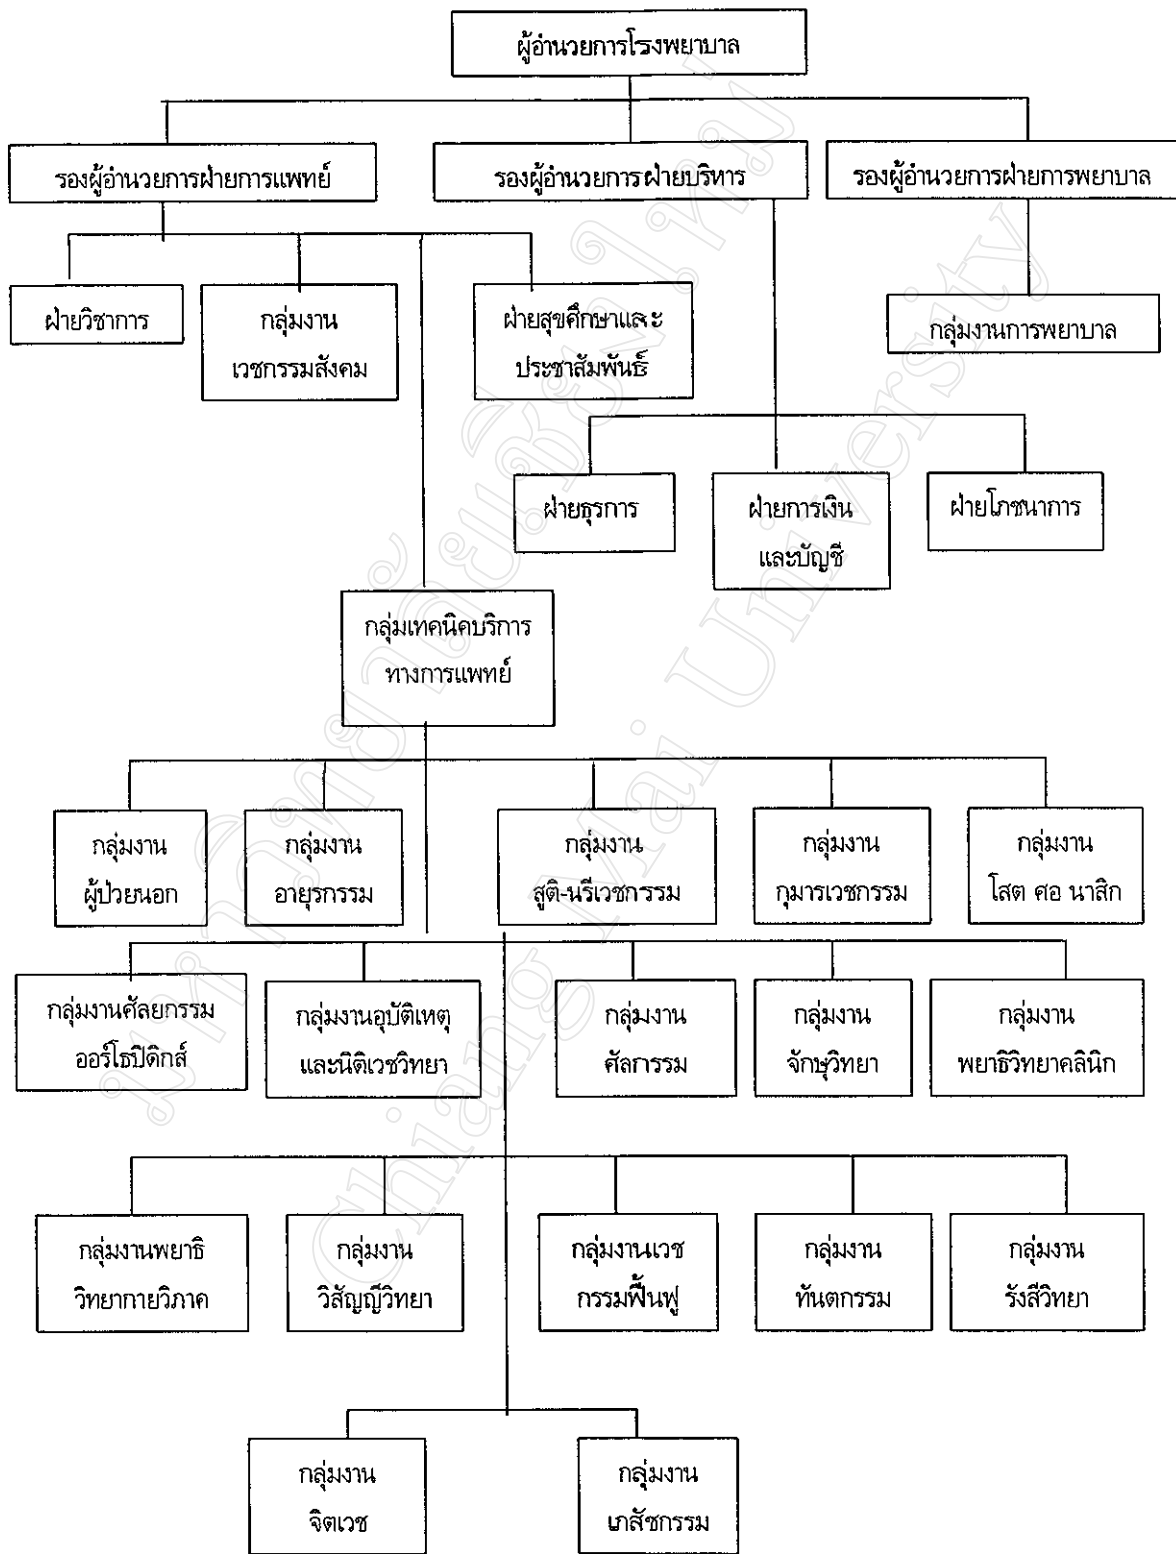 ผู้อำนวยการโรงพยาบาล
รองผู้อำนวยการฝ่ายการแพทย์
รองผู้อำนวยการฝ่ายบริหาร
รองผู้อำนวยการฝ่ายการพยาบาล
ฝ่ายวิชาการ
กลุ่มงาน
เวชกรรมสังคม
ฝ่ายสุขศึกษาและ
ประชาสัมพันธ์
กลุ่มงานการพยาบาล
ฝ่ายธุรการ
ฝ่ายการเงิน
และบัญชี
ฝ่ายโภชนาการ
กลุ่มเทคนิคบริการ
ทางการแพทย์
กลุ่มงาน
ผู้ป่วยนอก
กลุ่มงาน
อายุรกรรม
กลุ่มงาน
สูติ-นรีเวชกรรม
กลุ่มงาน
กุมารเวชกรรม
กลุ่มงาน
โสต ศอ นาสิก
กลุ่มงานศัลยกรรม
ออร์โธปิดิกส์
กลุ่มงานอุบัติเหตุ
และนิติเวชวิทยา
กลุ่มงาน
ศัลกรรม
กลุ่มงาน
จักษุวิทยา
กลุ่มงาน
พยาธิวิทยาคลินิก
กลุ่มงานพยาธิ
วิทยากายวิภาค
กลุ่มงาน
วิสัญญีวิทยา
กลุ่มงานเวช
กรรมฟื้นฟู
กลุ่มงาน
ทันตกรรม
กลุ่มงาน
รังสีวิทยา
กลุ่มงาน
จิตเวช
กลุ่มงาน
เภสัชกรรม
มหาวิทยาลัยเชียงใหม่
Chiang Mai University